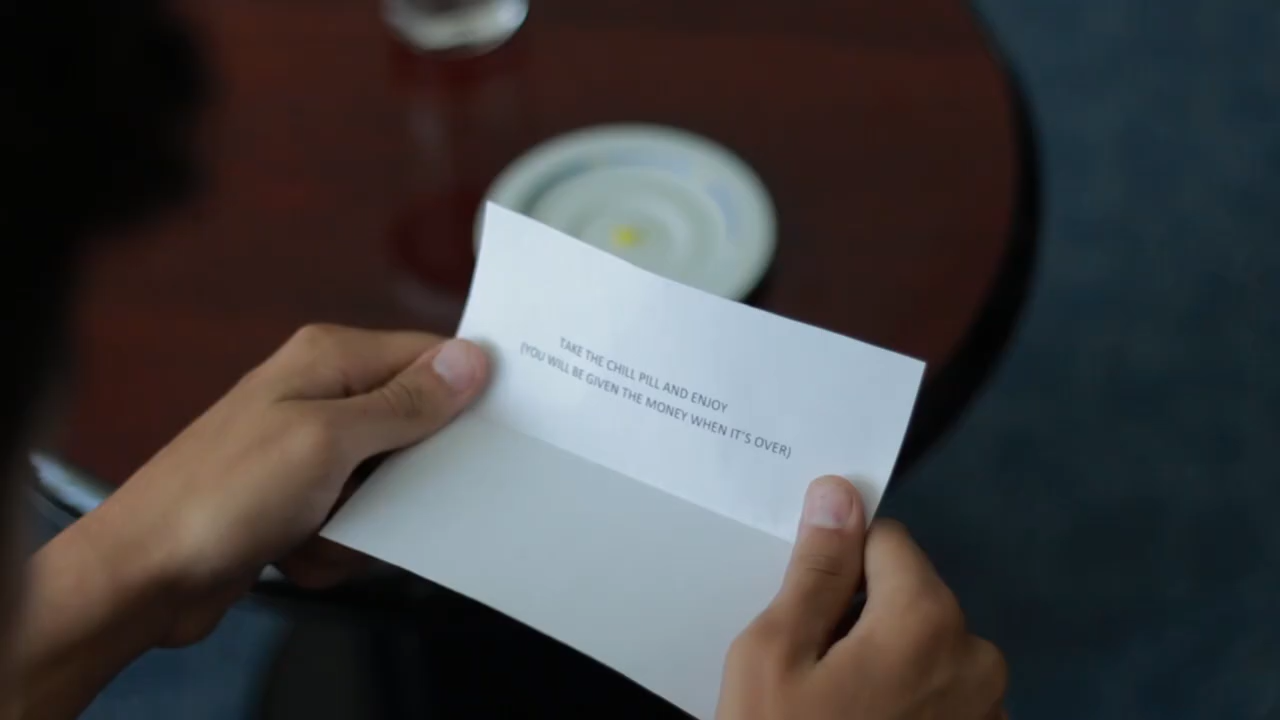 TAKE THE CHILL PILL AND ENJOY
(YOU WILL BE GIVEN THE MONEY WHEN IT'S OVER)